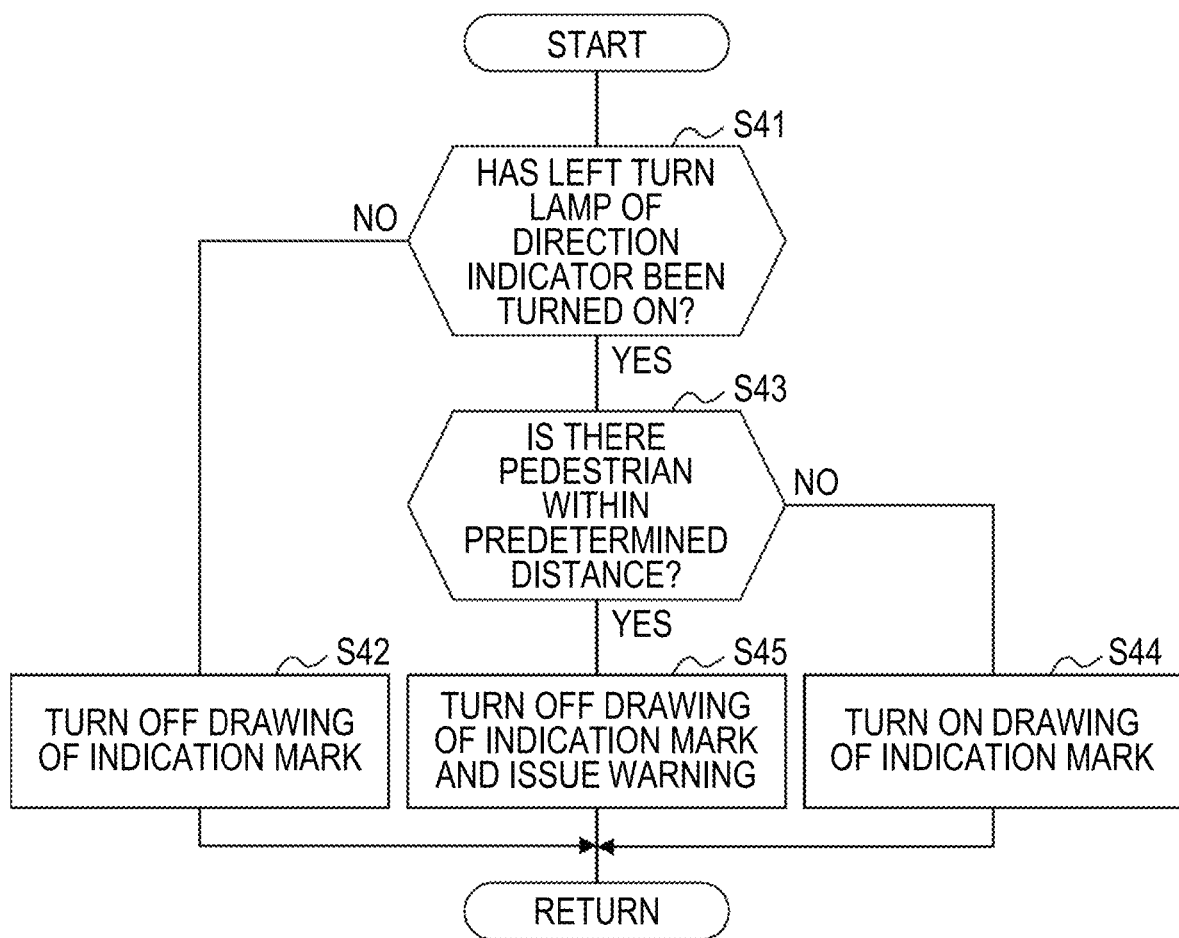 START
S41
HAS LEFT TURN
LAMP OF
DIRECTION
INDICATOR BEEN
TURNED ON?
NO
YES
S43
IS THERE
PEDESTRIAN
WITHIN
PREDETERMINED
DISTANCE?
NO
YES
S42
TURN OFF DRAWING
OF INDICATION MARK
S45
TURN OFF DRAWING
OF INDICATION MARK
AND ISSUE WARNING
S44
TURN ON DRAWING
OF INDICATION MARK
RETURN